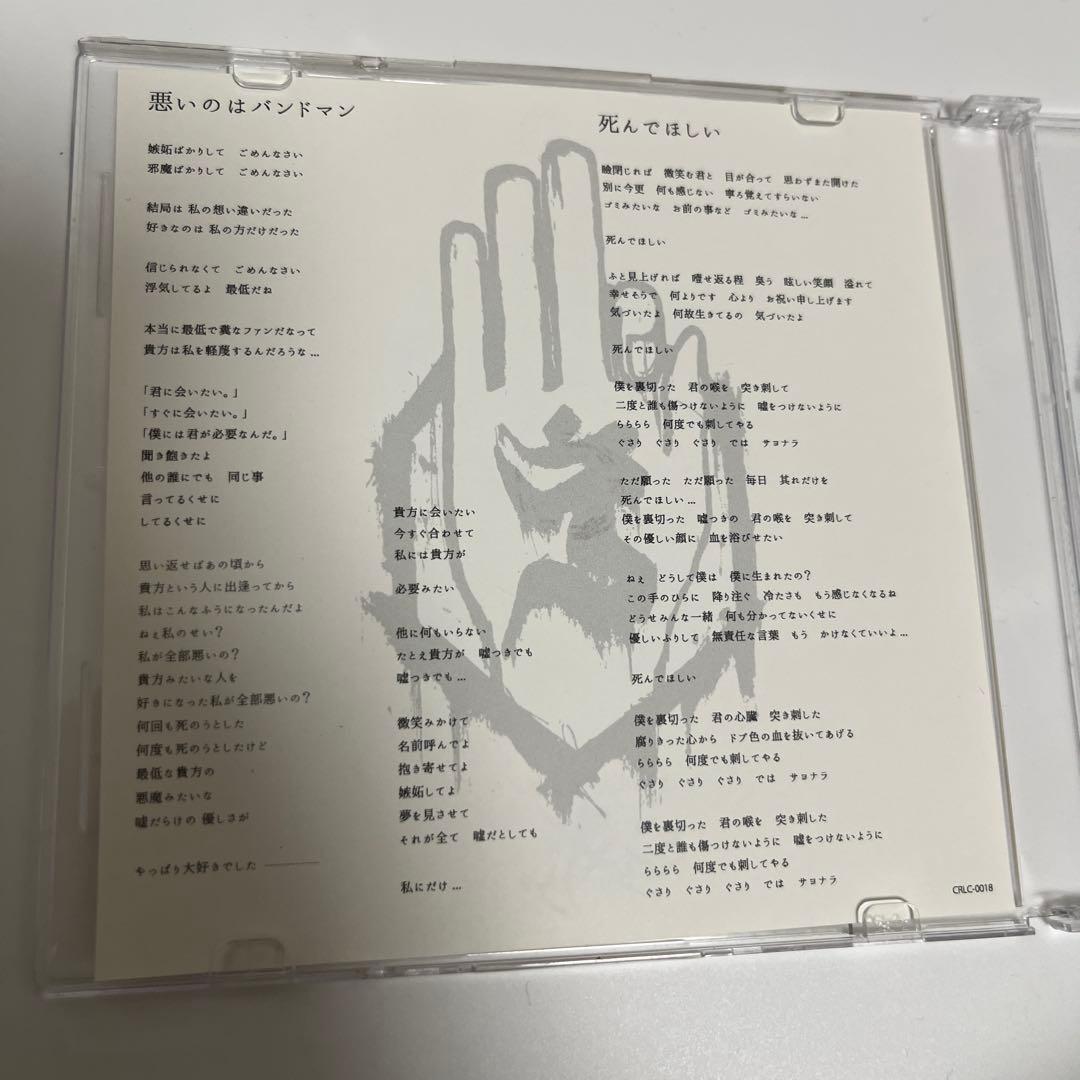 悪いのはバンドマン
嫉妬ばかりして　ごめんなさい
邪魔ばかりして　ごめんなさい
結局は 私の想い違いだった
好きなのは 私の方だけだった
信じられなくて　ごめんなさい
浮気してるよ　最低だね
本当に最低で糞なファンだなって
貴方は私を軽蔑するんだろうな…
「君に会いたい。」
「すぐに会いたい。」
「僕には君が必要なんだ。」
聞き飽きたよ
他の誰にでも　同じ事
言ってるくせに
してるくせに
思い返せばあの頃から
貴方という人に出逢ってから
私はこんなふうになったんだよ
ねぇ私のせい？
私が全部悪いの？
貴方みたいな人を
好きになった私が全部悪いの？
何回も死のうとした
何度も死のうとしたけど
最低な貴方の
悪魔みたいな
嘘だらけの 優しさが
やっぱり大好きでした ―――
貴方に会いたい
今すぐ合わせて
私には貴方が
必要みたい
他に何もいらない
たとえ貴方が　嘘つきでも
嘘つきでも…
微笑みかけて
名前呼んでよ
抱き寄せてよ
嫉妬してよ
夢を見させて
それが全て　嘘だとしても
私にだけ…
死んでほしい
瞼閉じれば　微笑む君と　目が合って　思わずまた開けた
別に今更　何も感じない　寧ろ覚えてすらいない
ゴミみたいな　お前の事など　ゴミみたいな…
死んでほしい
ふと見上げれば　噎せ返る程　臭う　眩しい笑顔　溢れて
幸せそうで　何よりです　心より　お祝い申し上げます
気づいたよ　何故生きてるの　気づいたよ
死んでほしい
僕を裏切った　君の喉を　突き刺して
二度と誰も傷つけないように　嘘をつけないように
ららららら　何度でも刺してやる
ぐさり　ぐさり　ぐさり　では　サヨナラ
ただ願った　ただ願った　毎日　其れだけを
死んでほしい…
僕を裏切った　嘘つきの　君の喉を　突き刺して
その優しい顔に　血を浴びせたい
ねぇ　どうして僕は　僕に生まれたの？
この手のひらに　降り注ぐ　冷たさも　もう感じなくなるね
どうせみんな一緒　何も分かってないくせに
優しいふりして　無責任な言葉　もう　かけなくていいよ…
死んでほしい
僕を裏切った　君の心臓　突き刺した
腐りきった心から　ドブ色の血を抜いてあげる
ららららら　何度でも刺してやる
ぐさり　ぐさり　ぐさり　では　サヨナラ
僕を裏切った　君の喉を　突き刺した
二度と誰も傷つけないように　嘘をつけないように
ららららら　何度でも刺してやる
ぐさり　ぐさり　ぐさり　では　サヨナラ
CRLC-0018